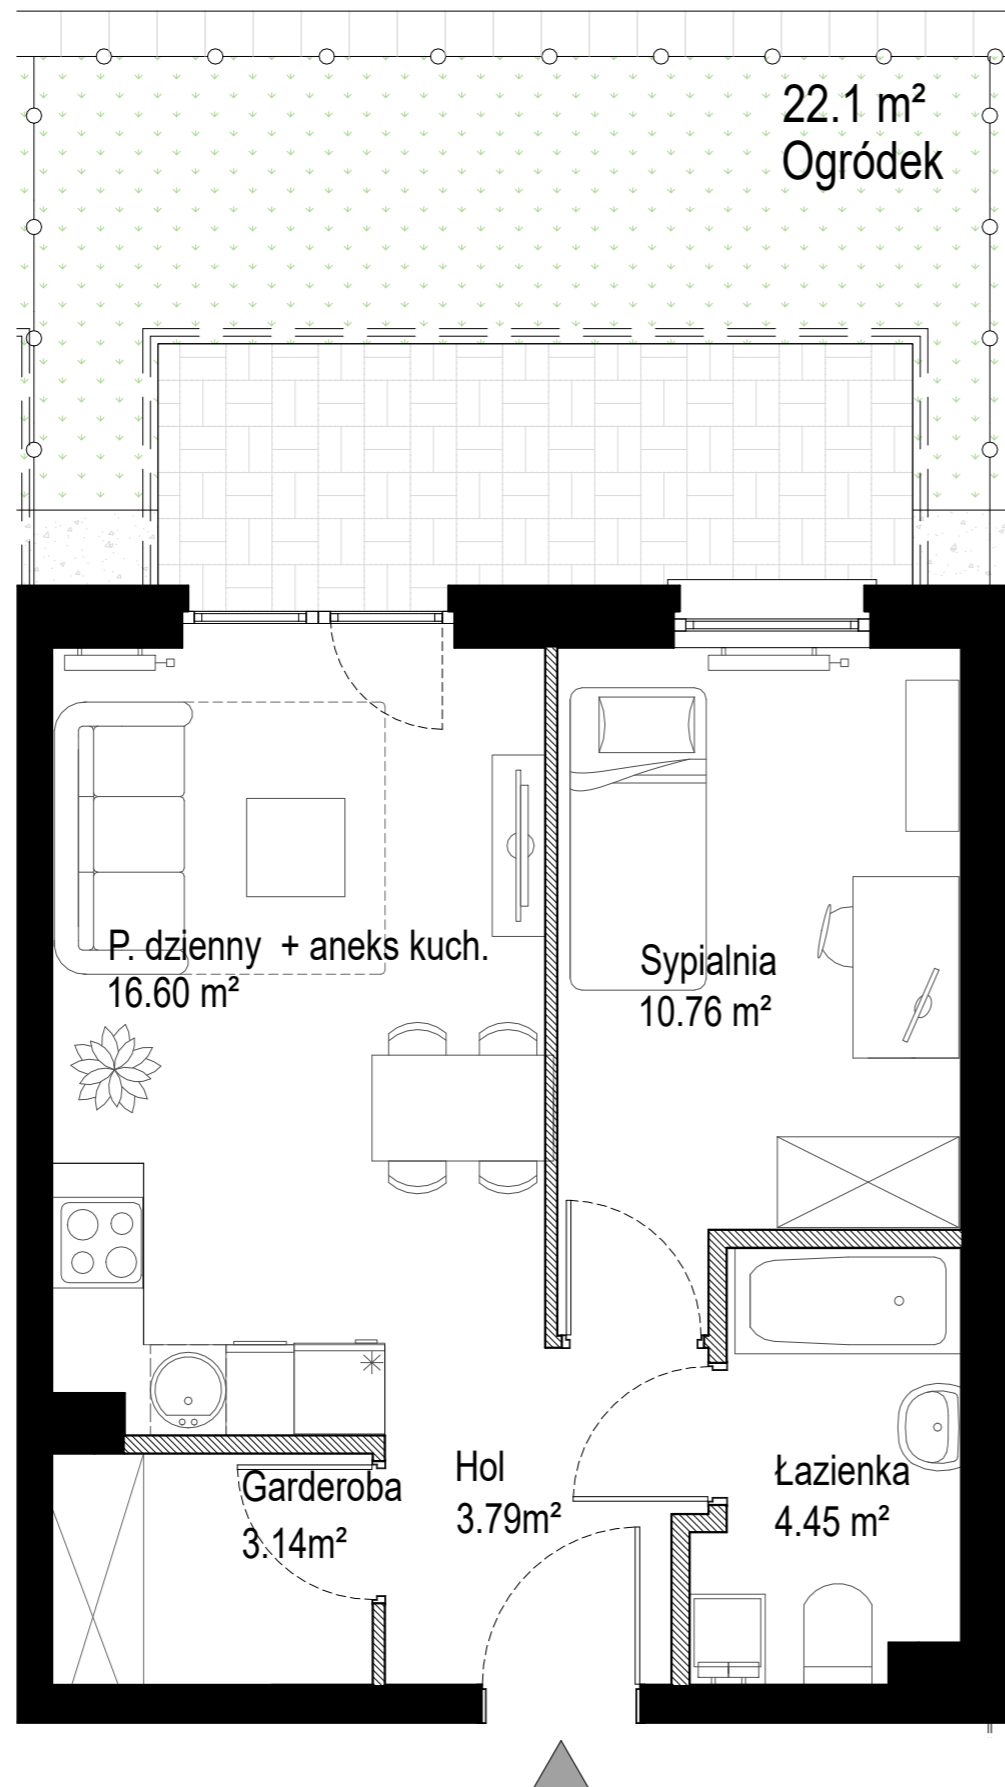 22.1 m²
Ogródek
P. dzienny + aneks kuch.
16.60 m²
Sypialnia
10.76 m²
Garderoba
3.14m²
Hol
3.79m²
Łazienka
4.45 m²